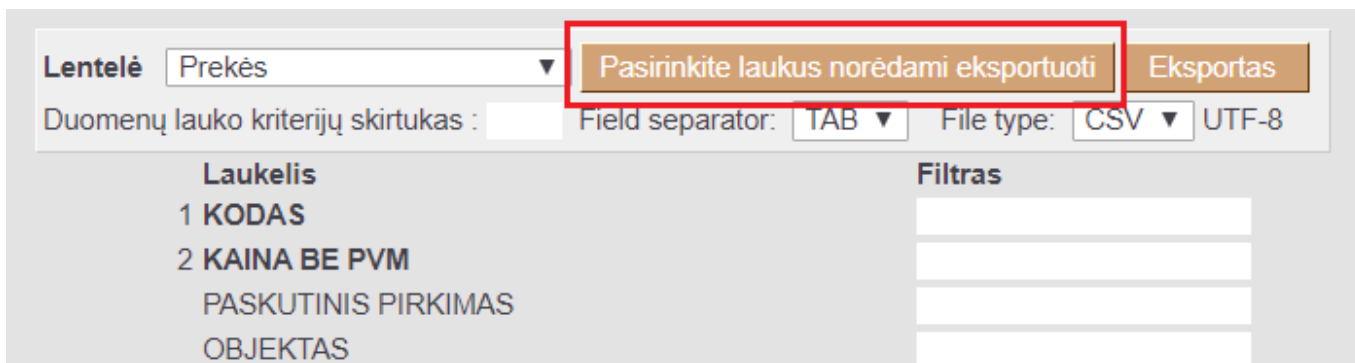 Lentelė Prekės Pasirinkite laukus norėdami eksportuoti Eksportas
Duomenų lauko kriterijų skirtukas : Field separator: TAB File type: CSV UTF-8
Laukelis Filtras
1 KODAS
2 KAINA BE PVM
PASKUTINIS PIRKIMAS
OBJEKTAS